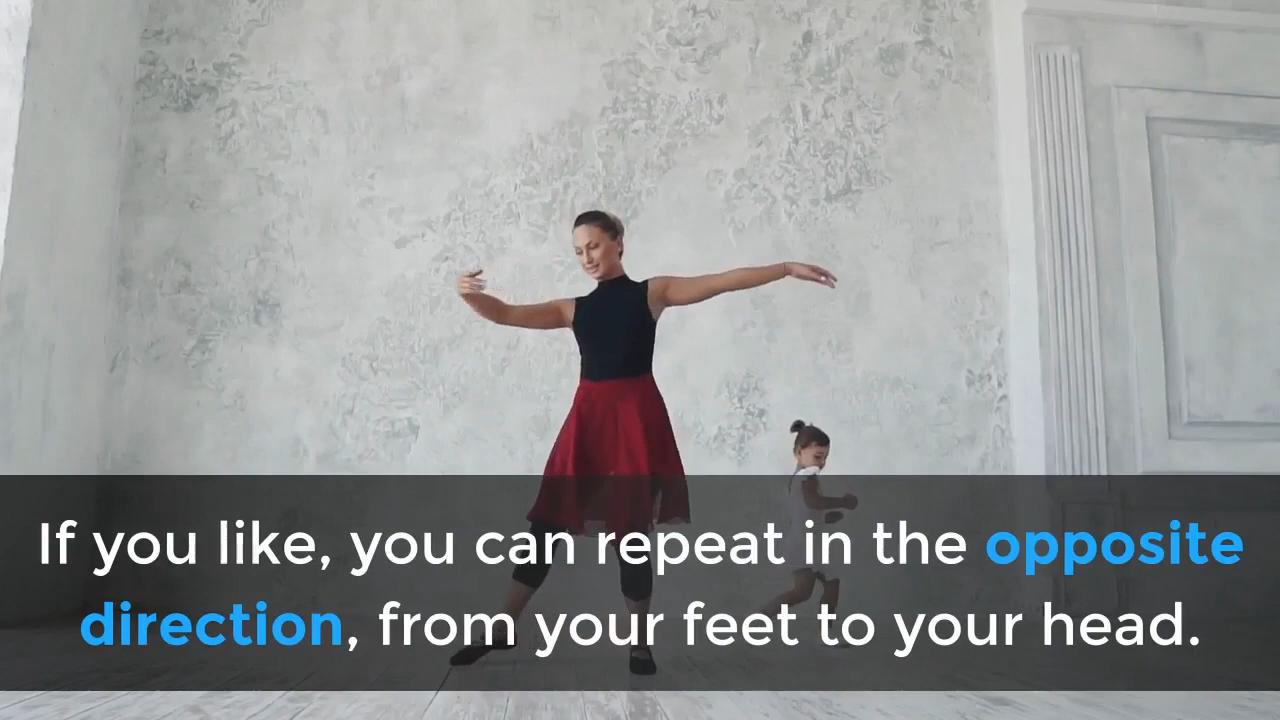 If you like, you can repeat in the opposite
direction, from your feet to your head.